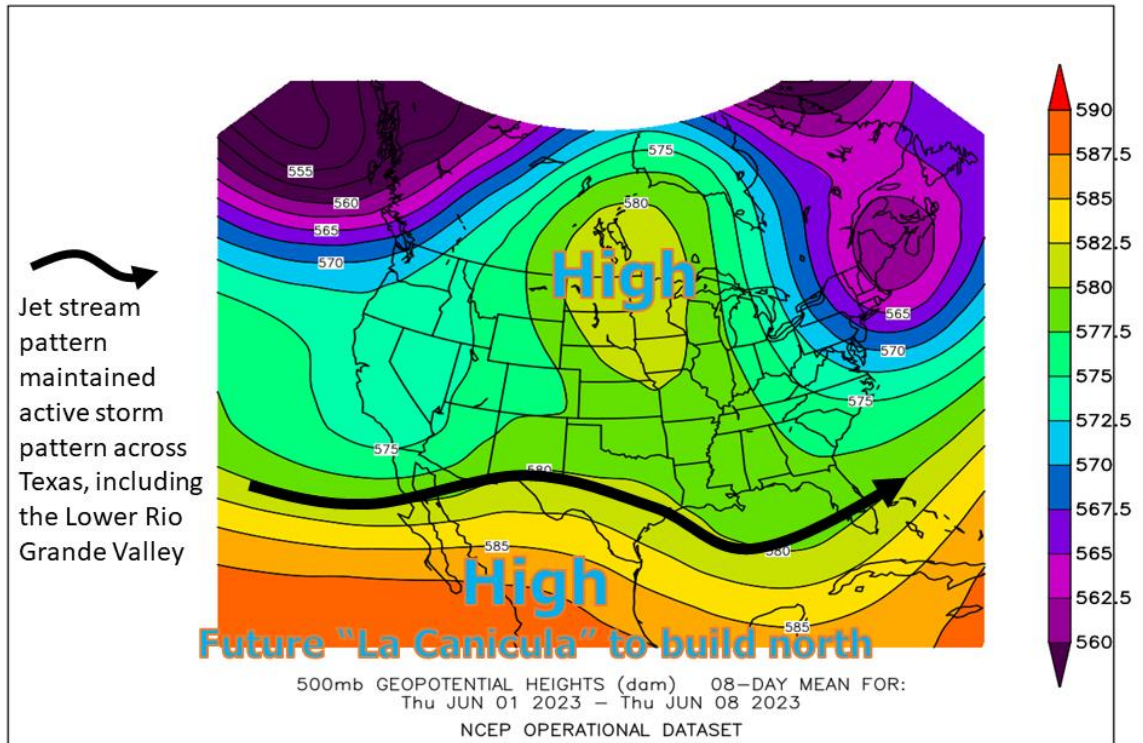 Jet stream
pattern
maintained
active storm
pattern across
Texas, including
the Lower Rio
Grande Valley
555
560
565
570
575
580
High
565
570
575
575
580
585
580
High
585
Future “La Canicula” to build north
590
587.5
585
582.5
580
577.5
575
572.5
570
567.5
565
562.5
560
500mb GEOPOTENTIAL HEIGHTS (dam) 08-DAY MEAN FOR:
Thu JUN 01 2023 – Thu JUN 08 2023
NCEP OPERATIONAL DATASET